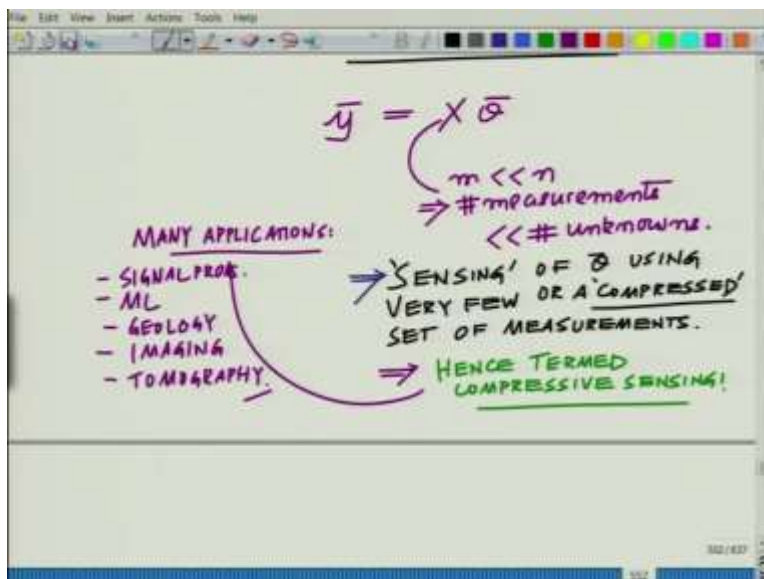 File Edit View Insert Actions Tools Help
ȳ = X θ̄
m << n
⇒ #measurements
<< # unknowns.
MANY APPLICATIONS:
- SIGNAL PROC.
- ML
- GEOLOGY
- IMAGING
- TOMOGRAPHY.
⇒ 'SENSING' OF θ̄ USING
VERY FEW OR A 'COMPRESSED'
SET OF MEASUREMENTS.
⇒ HENCE TERMED
COMPRESSIVE SENSING!